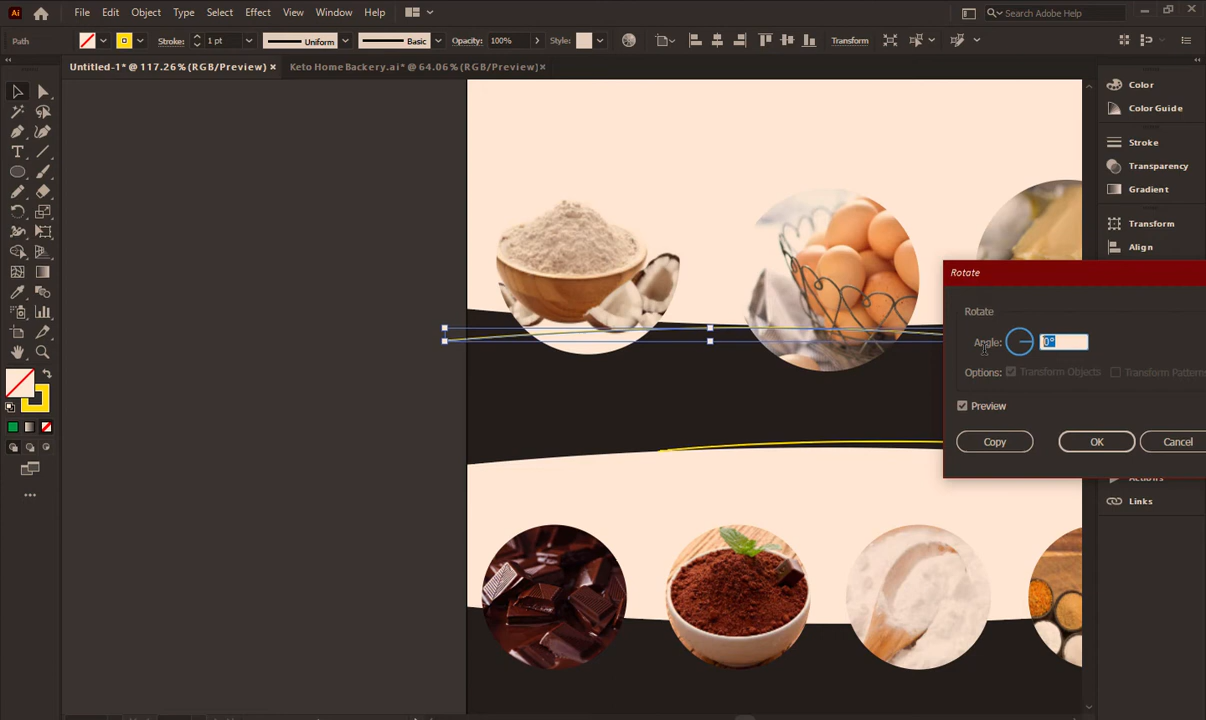 Ai File Edit Object Type Select Effect View Window Help Search Adobe Help
Path Stroke: 1 pt Uniform Basic Opacity: 100% Style: Transform
Untitled-1* @ 117.26% (RGB/Preview) × Keto Home Backery.ai* @ 64.06% (RGB/Preview) ×
Color
Color Guide
Stroke
Transparency
Gradient
Transform
Align
Rotate
Rotate
Angle: 0°
Options: Transform Objects Transform Patterns
Preview
Copy OK Cancel
Actions
Links